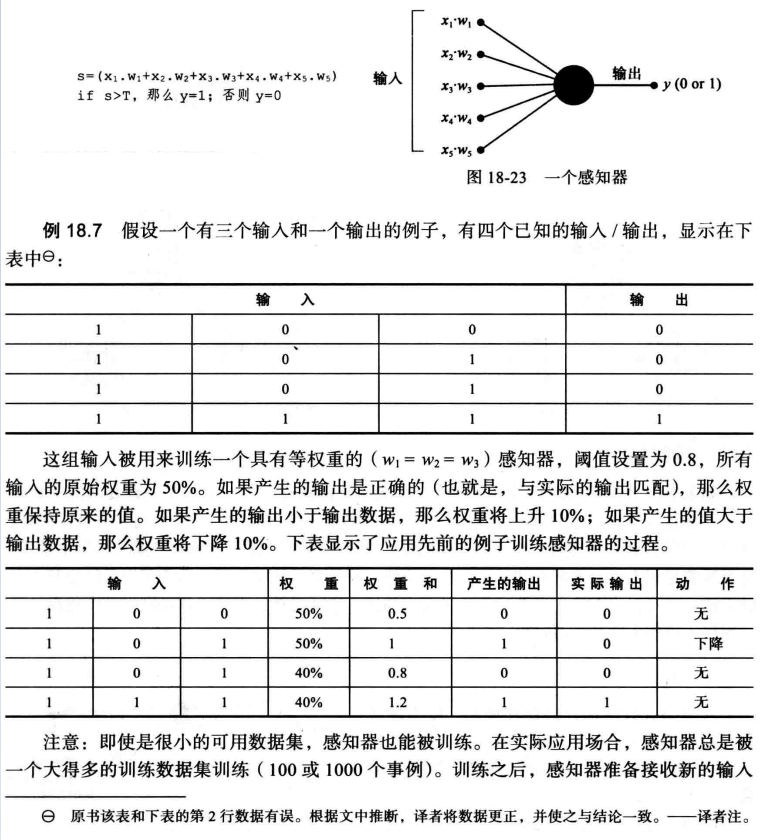 s=(x₁.w₁+x₂.w₂+x₃.w₃+x₄.w₄+x₅.w₅)
if s>T，那么 y=1；否则 y=0
输入
x₁·w₁
x₂·w₂
x₃·w₃
x₄·w₄
x₅·w₅
输出
y (0 or 1)
图 18-23 一个感知器
例 18.7 假设一个有三个输入和一个输出的例子，有四个已知的输入 / 输出，显示在下
表中㊀：
输 入 输 出
1 0 0 0
1 0 1 0
1 0 1 0
1 1 1 1
这组输入被用来训练一个具有等权重的（w₁ = w₂ = w₃）感知器，阈值设置为 0.8，所有
输入的原始权重为 50%。如果产生的输出是正确的（也就是，与实际的输出匹配），那么权
重保持原来的值。如果产生的输出小于输出数据，那么权重将上升 10%；如果产生的值大于
输出数据，那么权重将下降 10%。下表显示了应用先前的例子训练感知器的过程。
输 入 权 重 权 重 和 产生的输出 实 际 输 出 动 作
1 0 0 50% 0.5 0 0 无
1 0 1 50% 1 1 0 下降
1 0 1 40% 0.8 0 0 无
1 1 1 40% 1.2 1 1 无
注意：即使是很小的可用数据集，感知器也能被训练。在实际应用场合，感知器总是被
一个大得多的训练数据集训练（100 或 1000 个事例）。训练之后，感知器准备接收新的输入
㊀ 原书该表和下表的第 2 行数据有误。根据文中推断，译者将数据更正，并使之与结论一致。——译者注。